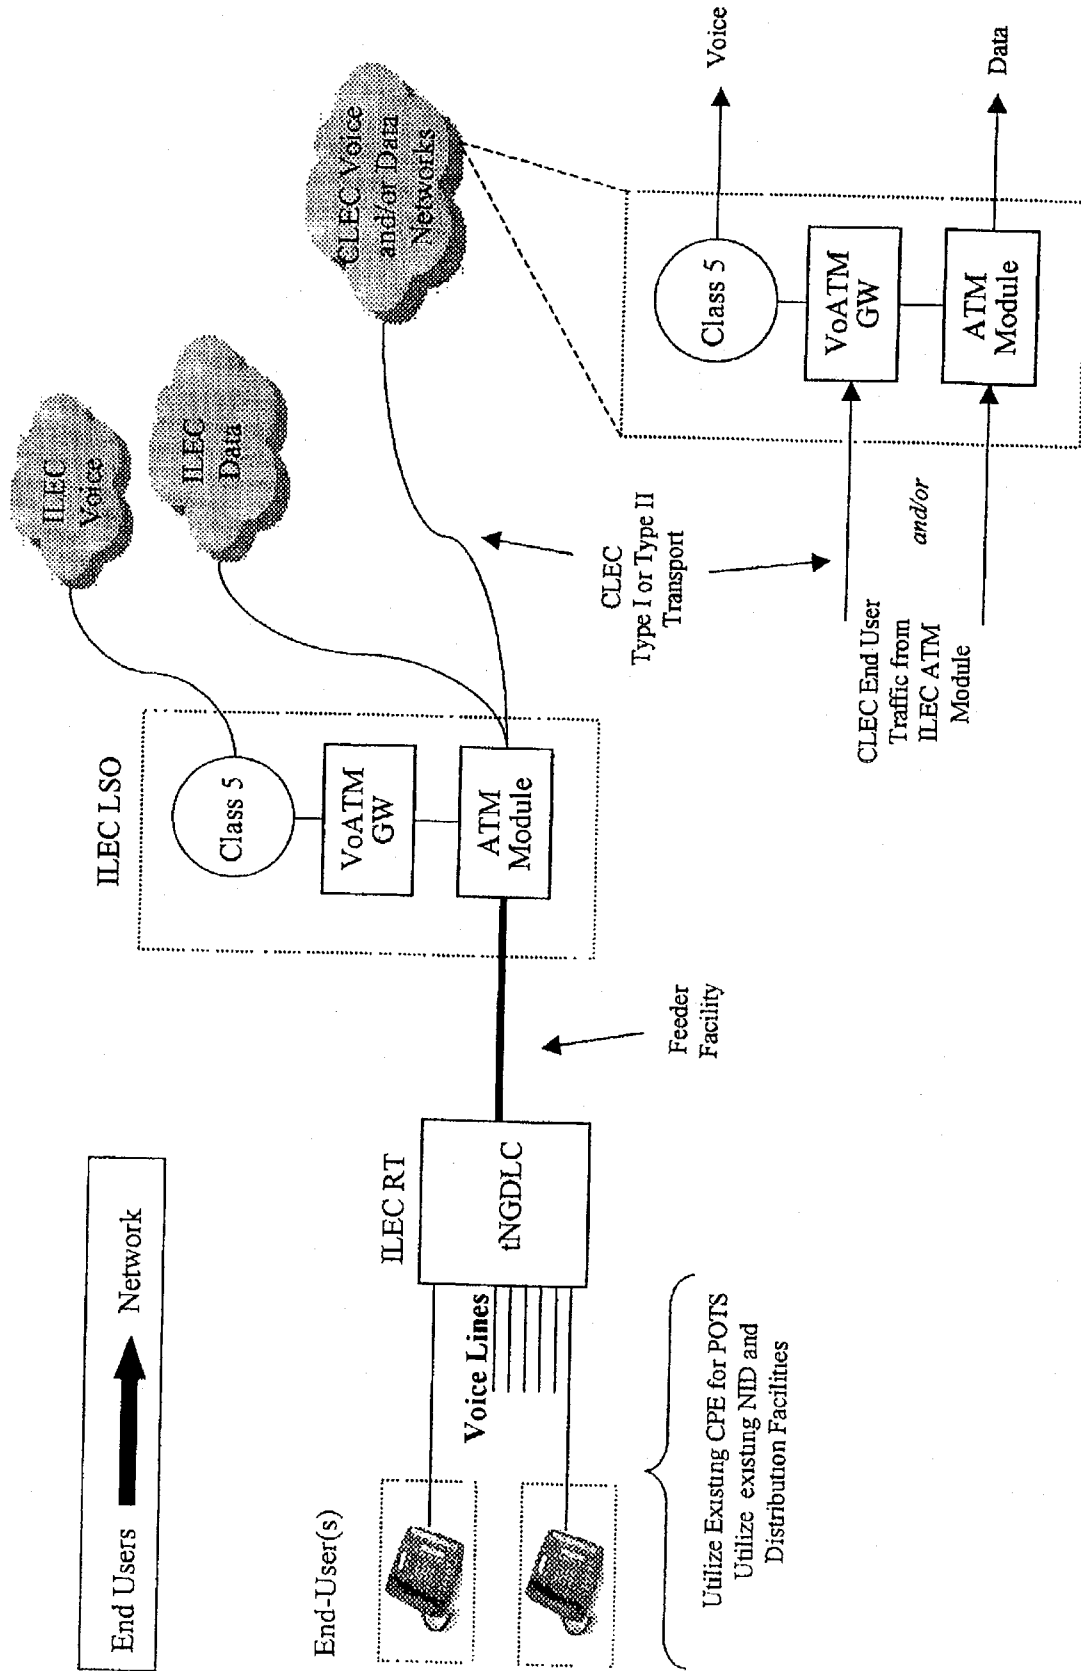 End Users
Network
End-User(s)
Voice Lines
Utilize Existing CPE for POTS
Utilize existing NID and
Distribution Facilities
ILEC RT
tNGDLC
Feeder
Facility
ILEC LSO
Class 5
VoATM
GW
ATM
Module
ILEC
Voice
ILEC
Data
CLEC Voice
and/or Data
Networks
CLEC
Type I or Type II
Transport
CLEC End User
Traffic from
ILEC ATM
Module
and/or
Class 5
VoATM
GW
ATM
Module
Voice
Data